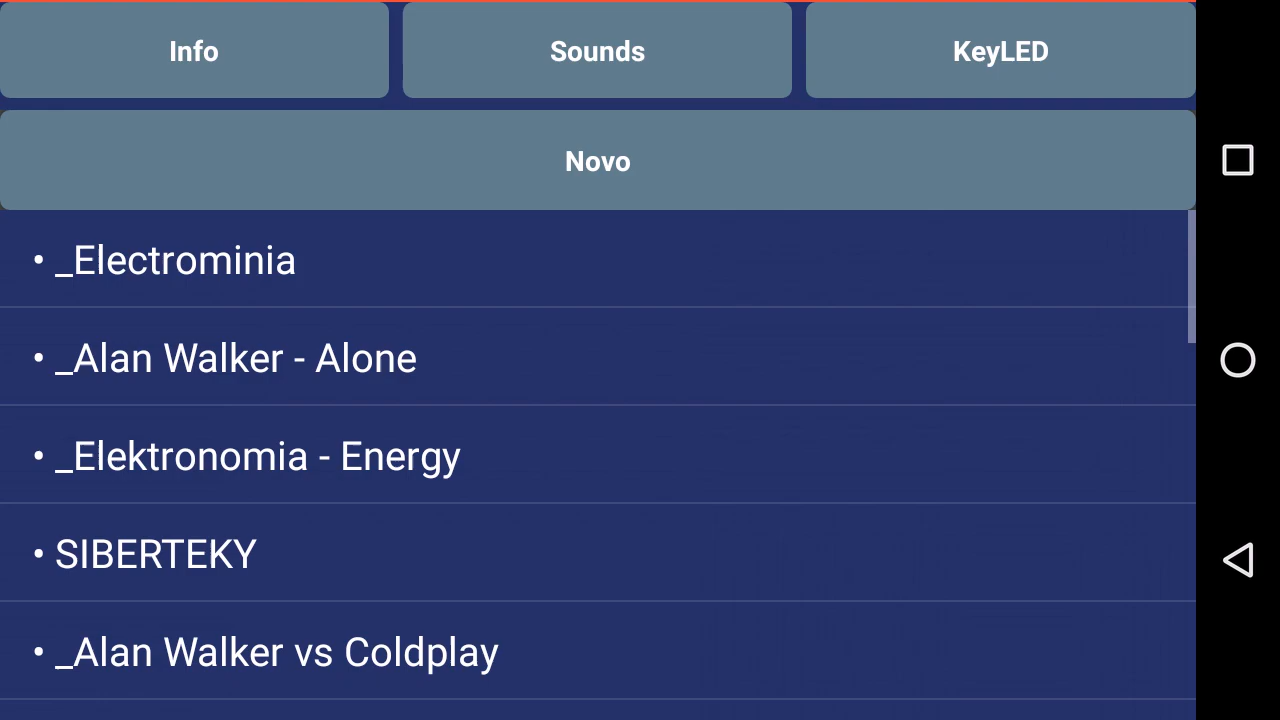 Info
Sounds
KeyLED
Novo
• _Electrominia
• _Alan Walker - Alone
• _Elektronomia - Energy
• SIBERTEKY
• _Alan Walker vs Coldplay